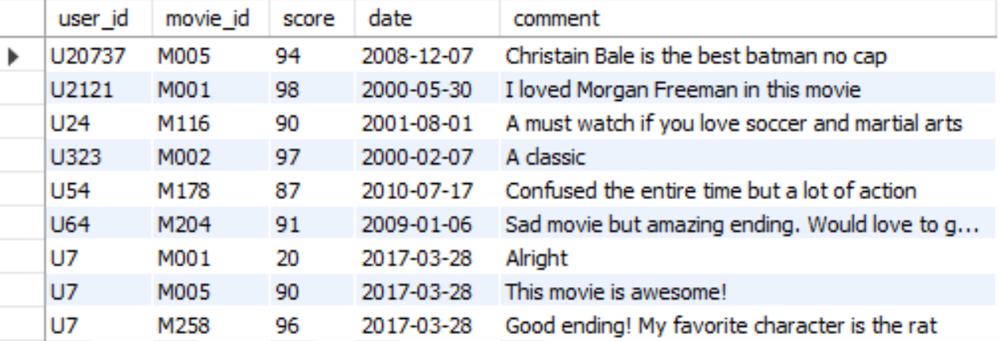 user_id movie_id score date comment
U20737 M005 94 2008-12-07 Christain Bale is the best batman no cap
U2121 M001 98 2000-05-30 I loved Morgan Freeman in this movie
U24 M116 90 2001-08-01 A must watch if you love soccer and martial arts
U323 M002 97 2000-02-07 A classic
U54 M178 87 2010-07-17 Confused the entire time but a lot of action
U64 M204 91 2009-01-06 Sad movie but amazing ending. Would love to g...
U7 M001 20 2017-03-28 Alright
U7 M005 90 2017-03-28 This movie is awesome!
U7 M258 96 2017-03-28 Good ending! My favorite character is the rat